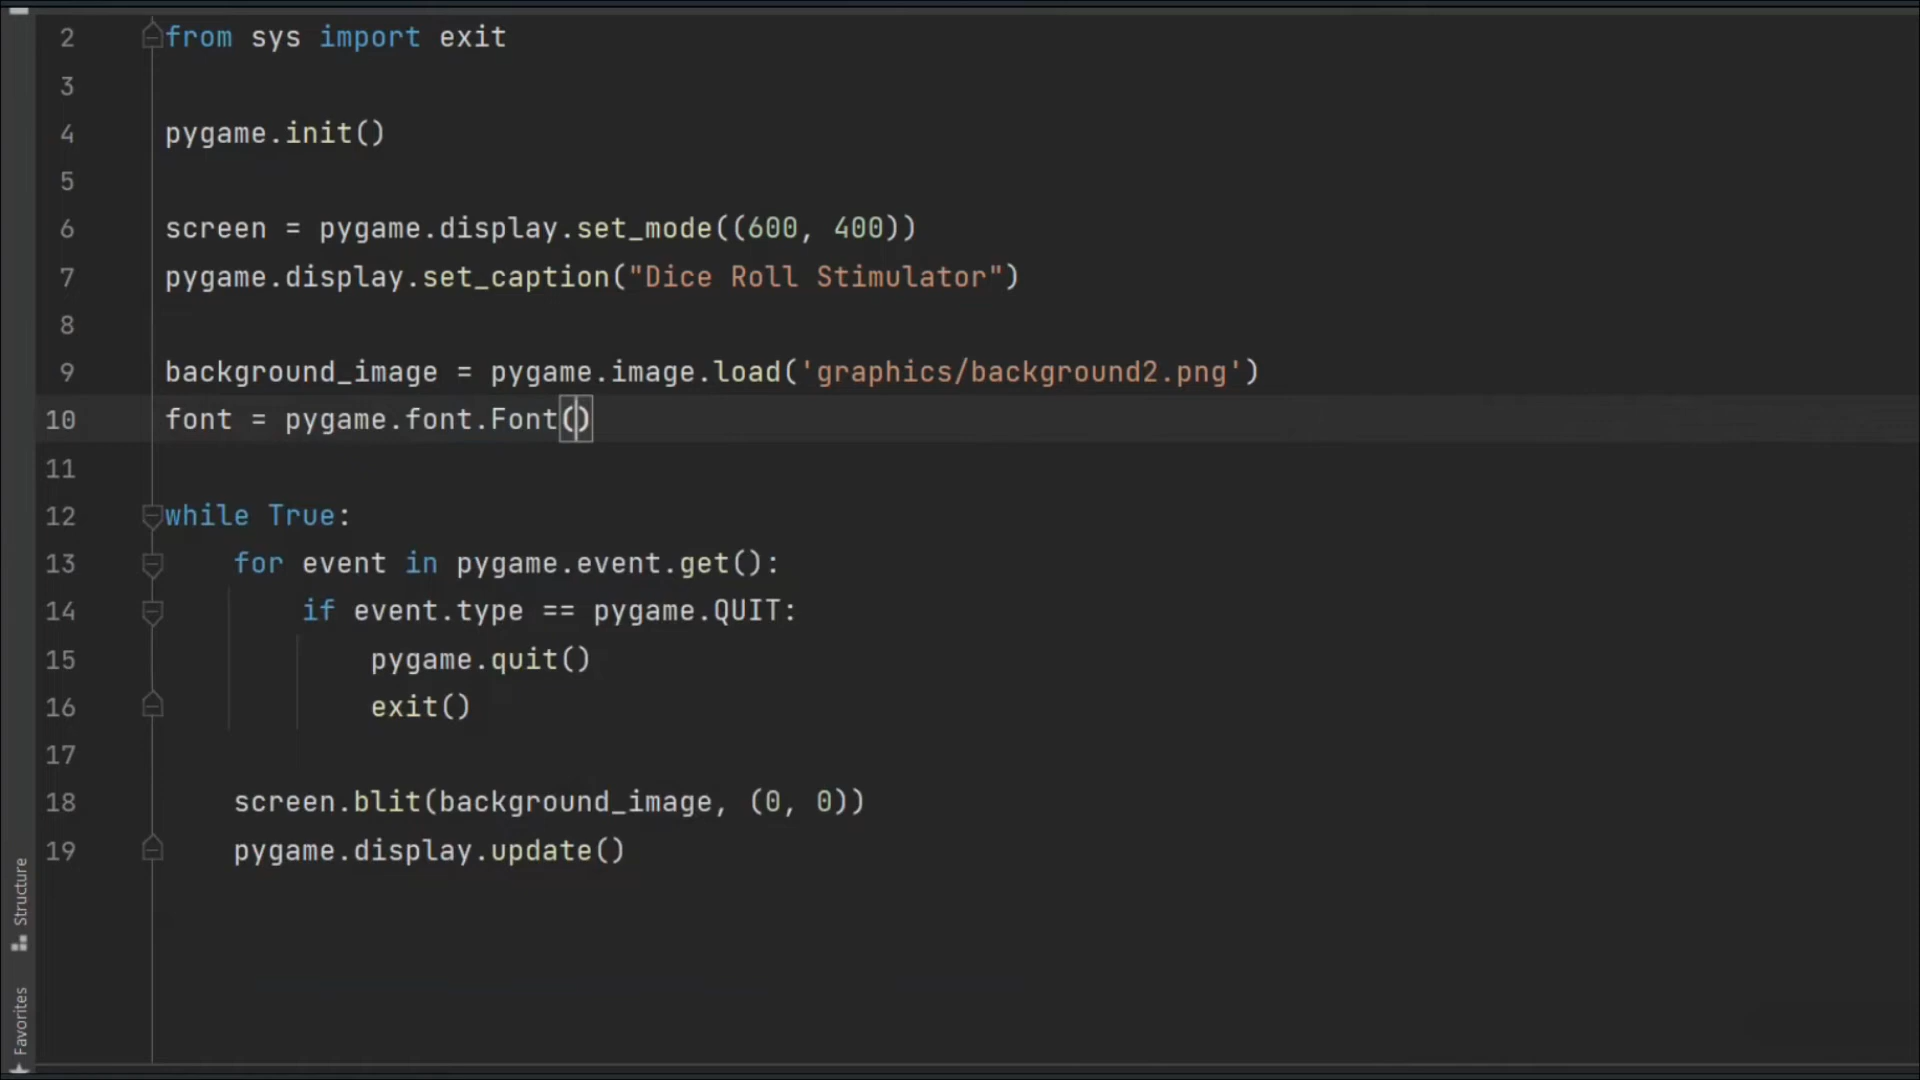 2 from sys import exit
3
4 pygame.init()
5
6 screen = pygame.display.set_mode((600, 400))
7 pygame.display.set_caption("Dice Roll Stimulator")
8
9 background_image = pygame.image.load('graphics/background2.png')
10 font = pygame.font.Font()
11
12 while True:
13     for event in pygame.event.get():
14         if event.type == pygame.QUIT:
15             pygame.quit()
16             exit()
17
18     screen.blit(background_image, (0, 0))
19     pygame.display.update()
Structure
Favorites